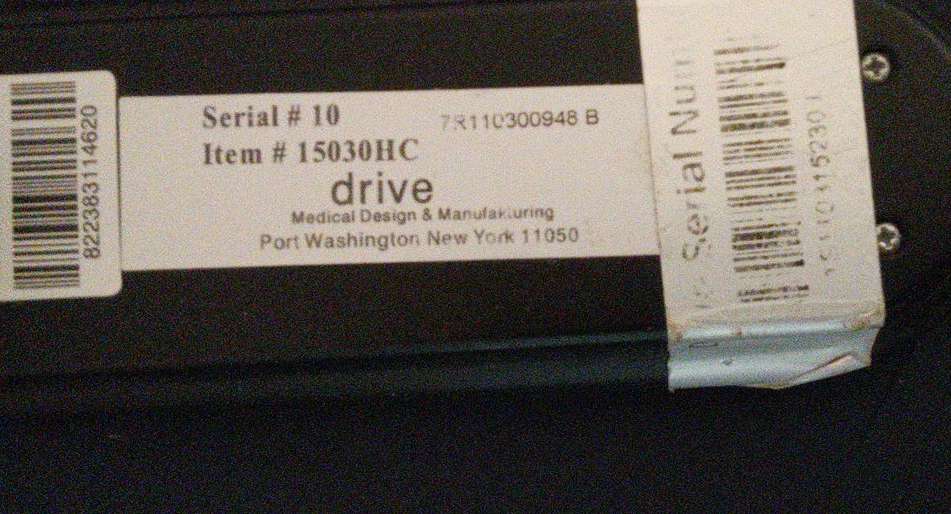 822383114620
Serial # 10
7R110300948 B
Item # 15030HC
drive
Medical Design & Manufakturing
Port Washington New York 11050
Serial Num